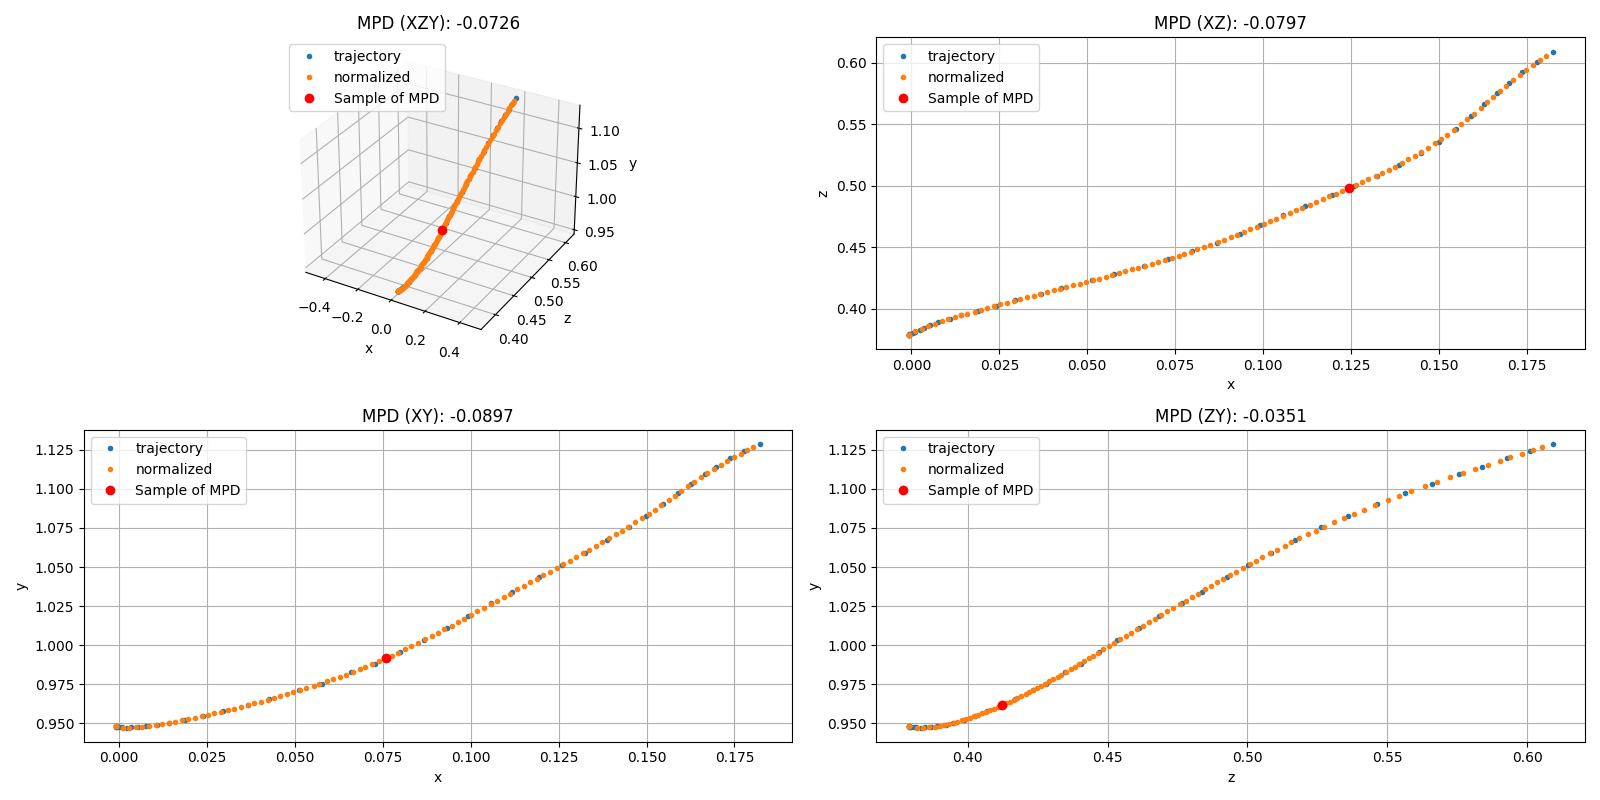 MPD (XZY): -0.0726
trajectory
normalized
Sample of MPD
1.10
1.05
1.00
0.95
y
0.60
0.55
0.50
0.45
0.40
z
−0.4
−0.2
0.0
0.2
0.4
x
MPD (XZ): -0.0797
trajectory
normalized
Sample of MPD
0.60
0.55
0.50
0.45
0.40
z
0.000 0.025 0.050 0.075 0.100 0.125 0.150 0.175
x
MPD (XY): -0.0897
trajectory
normalized
Sample of MPD
1.125
1.100
1.075
1.050
1.025
1.000
0.975
0.950
y
0.000 0.025 0.050 0.075 0.100 0.125 0.150 0.175
x
MPD (ZY): -0.0351
trajectory
normalized
Sample of MPD
1.125
1.100
1.075
1.050
1.025
1.000
0.975
0.950
y
0.40 0.45 0.50 0.55 0.60
z